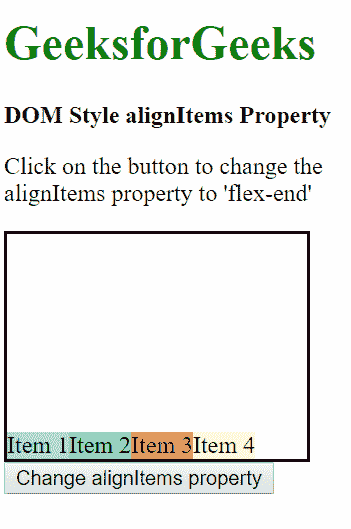 GeeksforGeeks
DOM Style alignItems Property
Click on the button to change the
alignItems property to 'flex-end'
Item 1Item 2Item 3Item 4
Change alignItems property